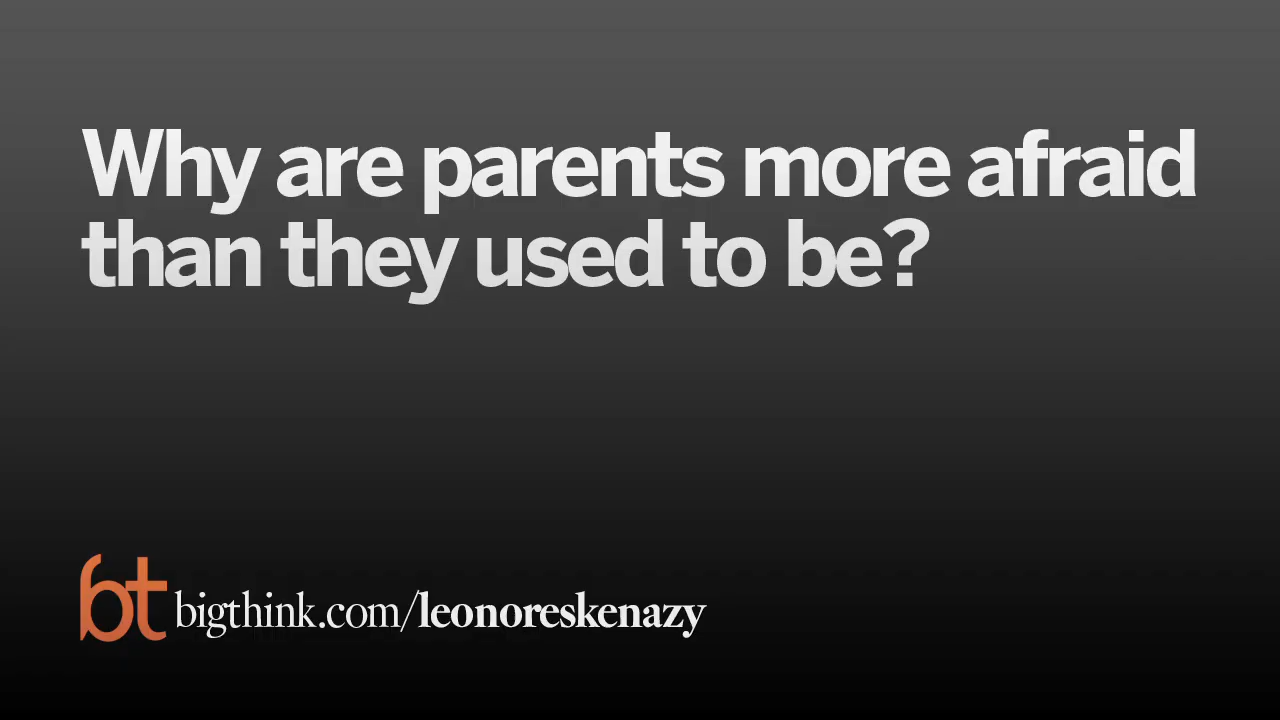 Why are parents more afraid
than they used to be?
bt bigthink.com/leonoreskenazy